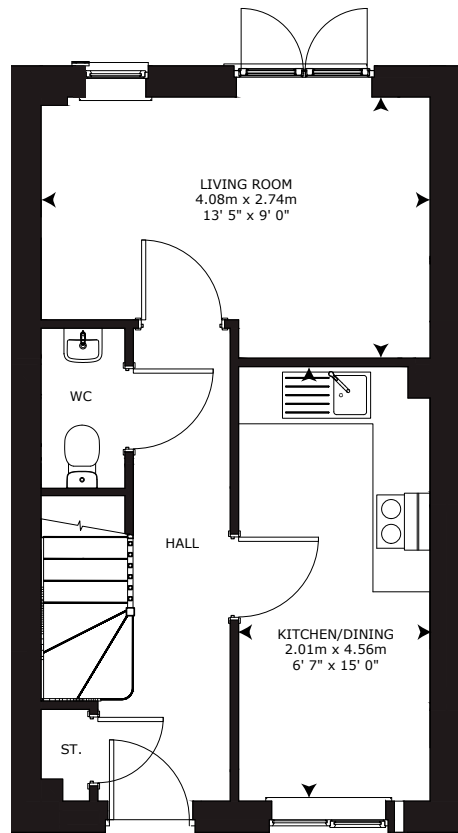 LIVING ROOM
4.08m x 2.74m
13' 5" x 9' 0"
WC
HALL
KITCHEN/DINING
2.01m x 4.56m
6' 7" x 15' 0"
ST.